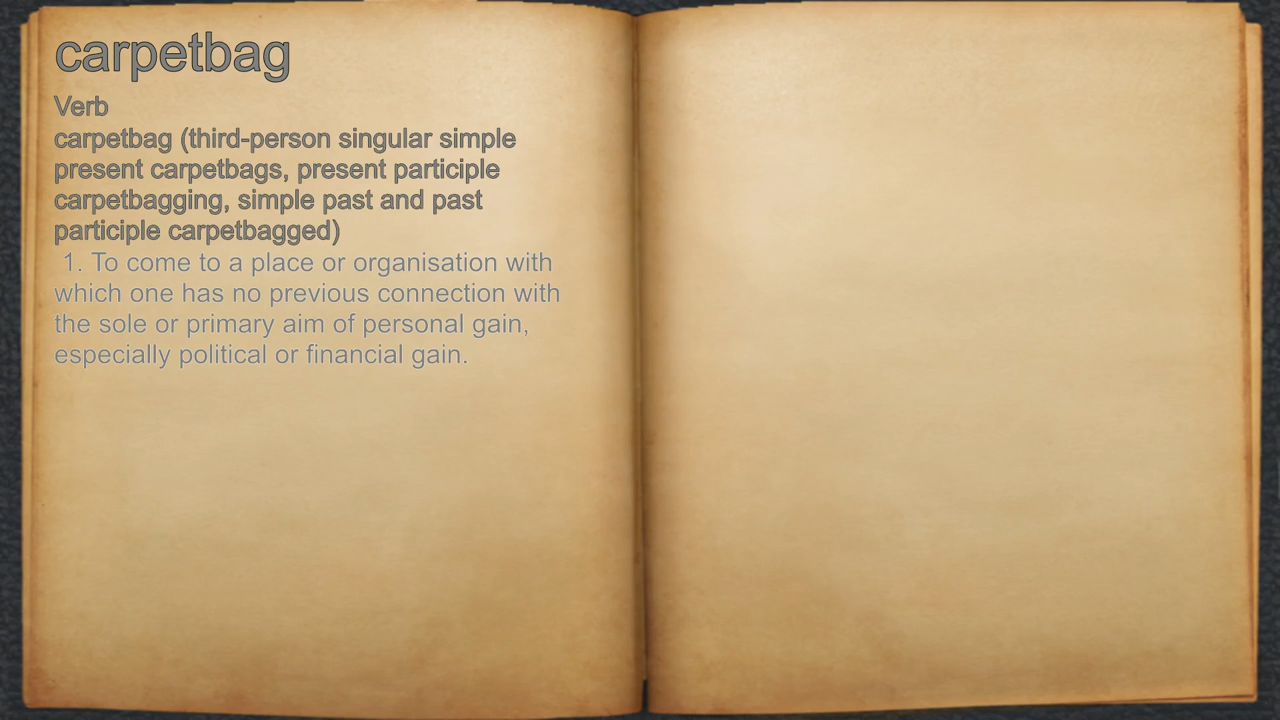 carpetbag
Verb
carpetbag (third-person singular simple
present carpetbags, present participle
carpetbagging, simple past and past
participle carpetbagged)
1. To come to a place or organisation with
which one has no previous connection with
the sole or primary aim of personal gain,
especially political or financial gain.